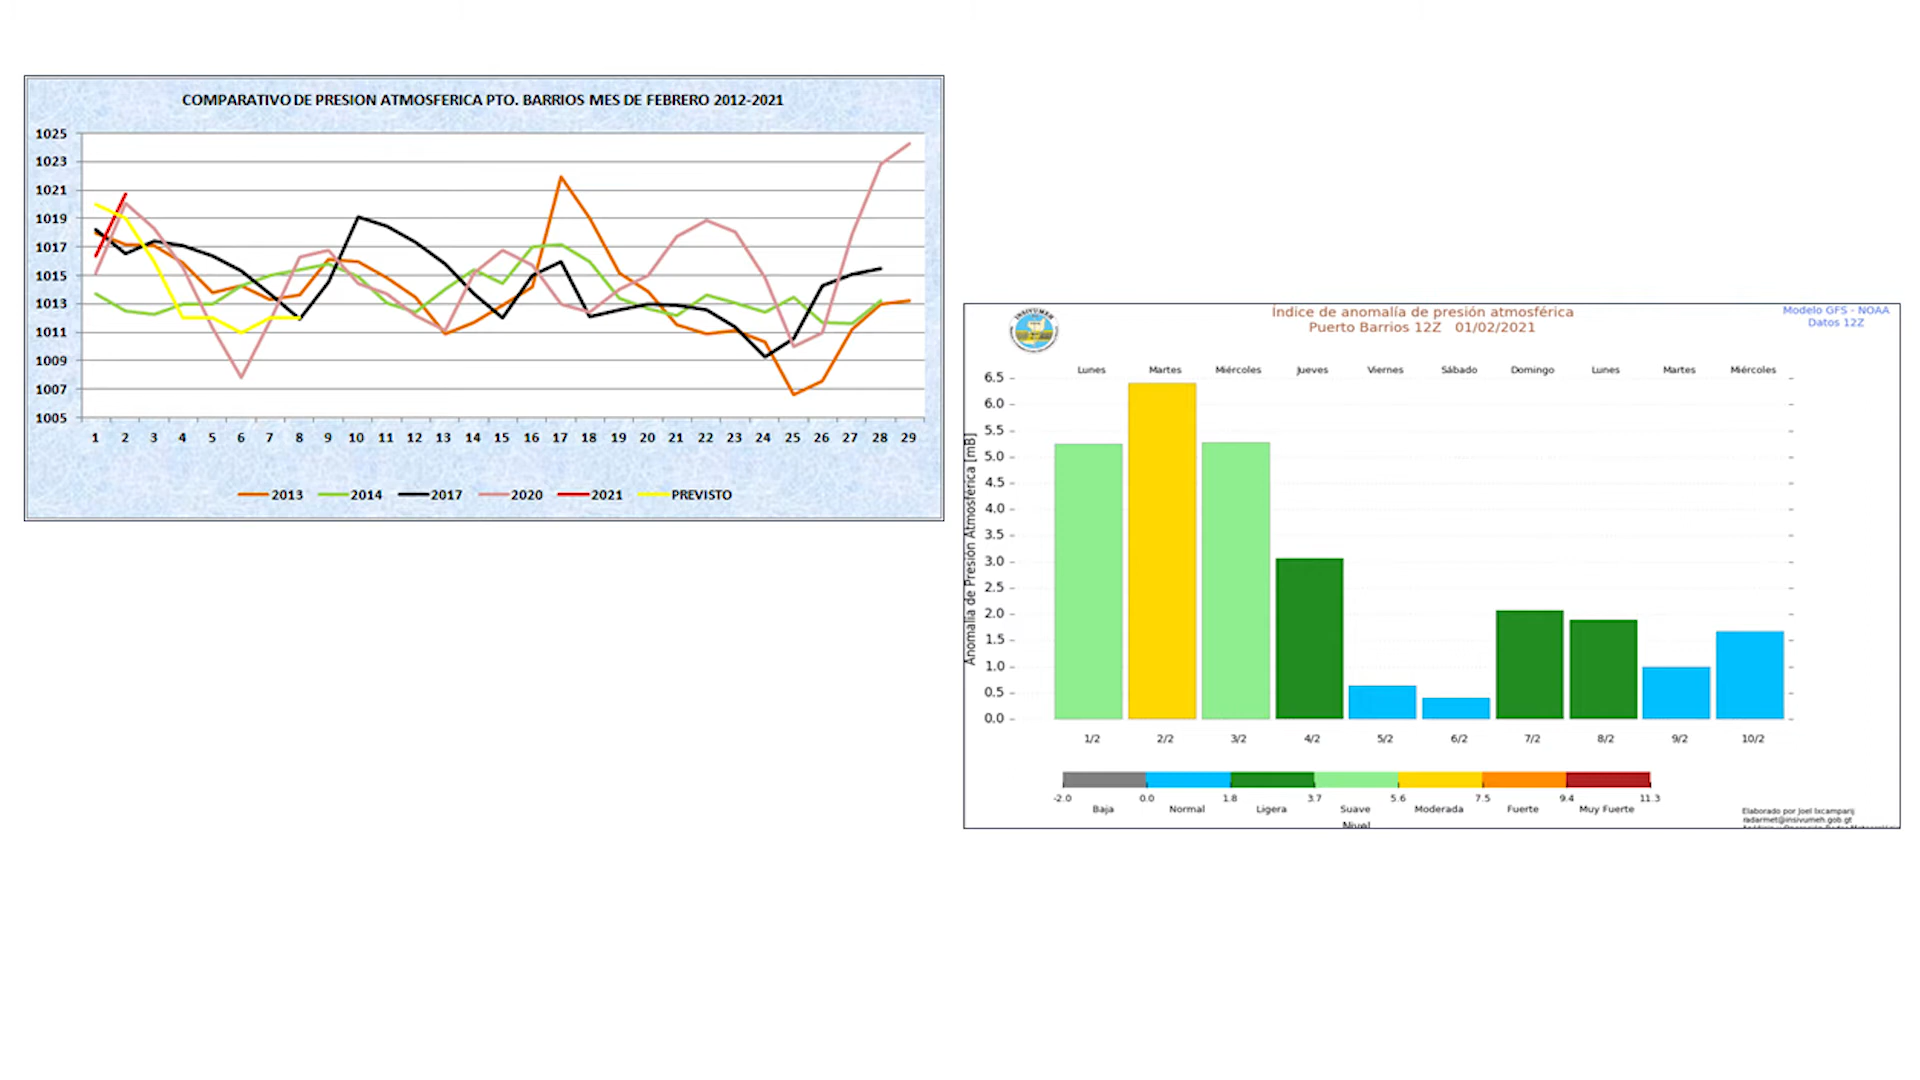 COMPARATIVO DE PRESION ATMOSFERICA PTO. BARRIOS MES DE FEBRERO 2012-2021
1025
1023
1021
1019
1017
1015
1013
1011
1009
1007
1005
1 2 3 4 5 6 7 8 9 10 11 12 13 14 15 16 17 18 19 20 21 22 23 24 25 26 27 28 29
2013 2014 2017 2020 2021 PREVISTO
INSIVUMEH
Índice de anomalía de presión atmosférica
Puerto Barrios 12Z 01/02/2021
Modelo GFS - NOAA
Datos 12Z
Lunes Martes Miércoles Jueves Viernes Sábado Domingo Lunes Martes Miércoles
Anomalía de Presión Atmosférica [mB]
6.5
6.0
5.5
5.0
4.5
4.0
3.5
3.0
2.5
2.0
1.5
1.0
0.5
0.0
1/2 2/2 3/2 4/2 5/2 6/2 7/2 8/2 9/2 10/2
-2.0 0.0 1.8 3.7 5.6 7.5 9.4 11.3
Baja Normal Ligera Suave Moderada Fuerte Muy Fuerte
Nivel
Elaborado por Joel Ixcamparij
radarmet@insivumeh.gob.gt